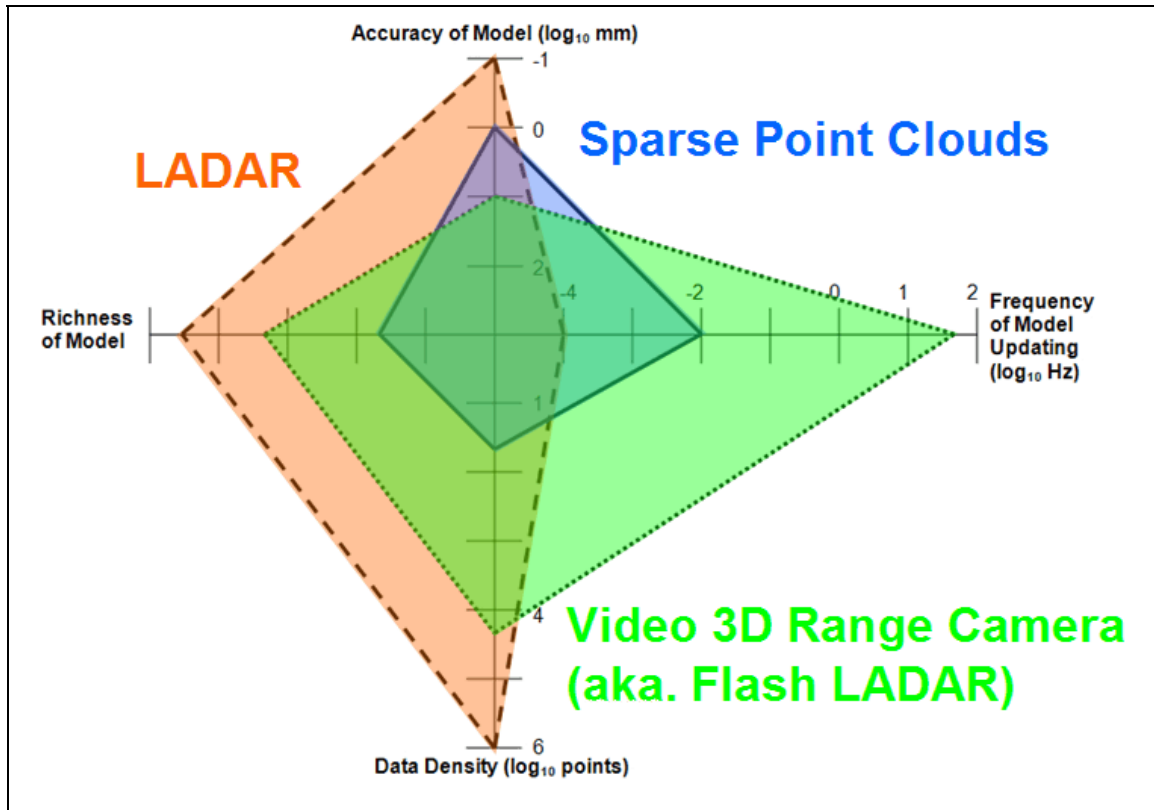 Accuracy of Model (log₁₀ mm)
-1
0
Sparse Point Clouds
LADAR
2
-4
-2
0
1
2
Richness
of Model
Frequency
of Model
Updating
(log₁₀ Hz)
1
4
Video 3D Range Camera
(aka. Flash LADAR)
6
Data Density (log₁₀ points)